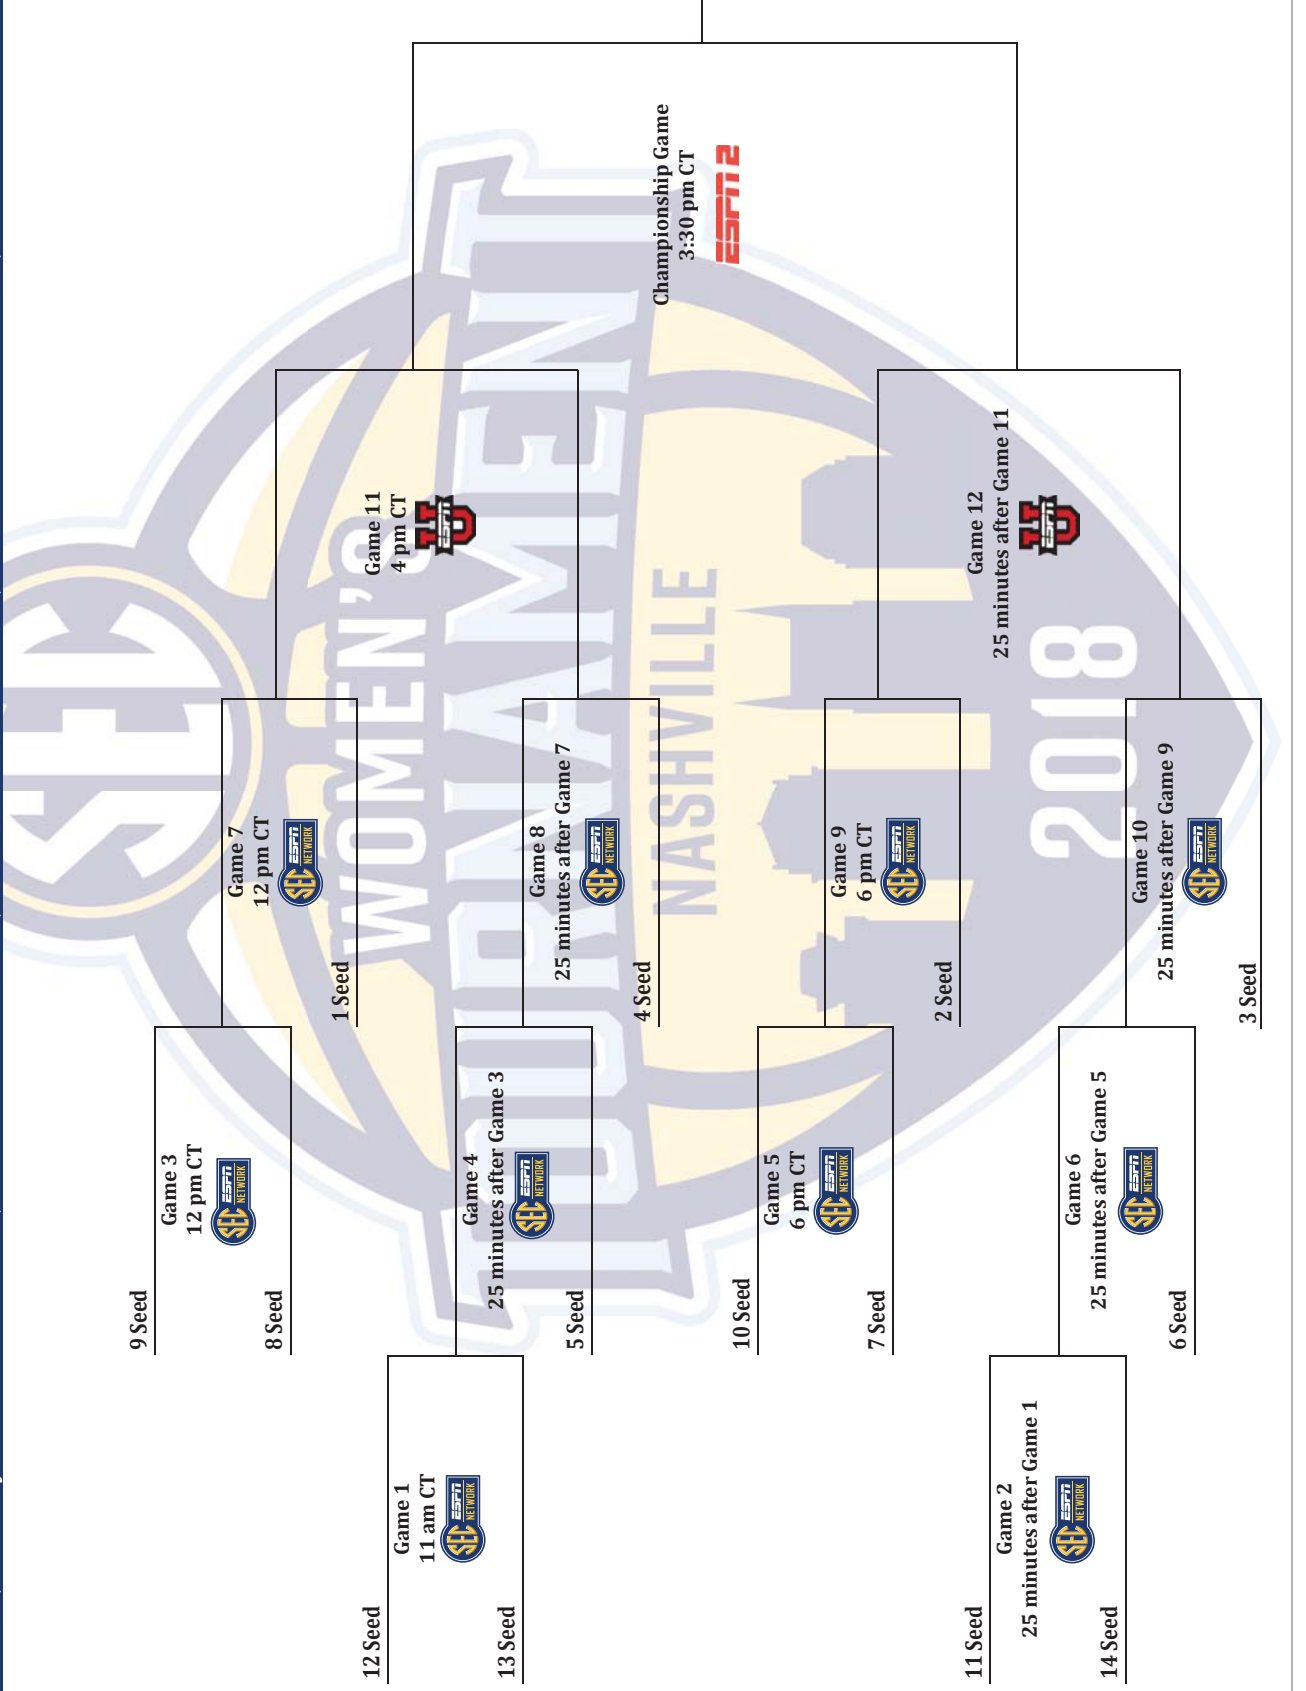 12 Seed
Game 1
11 am CT
SEC ESPN NETWORK
13 Seed
11 Seed
Game 2
25 minutes after Game 1
SEC ESPN NETWORK
14 Seed
9 Seed
Game 3
12 pm CT
SEC ESPN NETWORK
8 Seed
Game 4
25 minutes after Game 3
SEC ESPN NETWORK
5 Seed
10 Seed
Game 5
6 pm CT
SEC ESPN NETWORK
7 Seed
Game 6
25 minutes after Game 5
SEC ESPN NETWORK
6 Seed
Game 7
12 pm CT
SEC ESPN NETWORK
1 Seed
Game 8
25 minutes after Game 7
SEC ESPN NETWORK
4 Seed
Game 9
6 pm CT
SEC ESPN NETWORK
2 Seed
Game 10
25 minutes after Game 9
SEC ESPN NETWORK
3 Seed
Game 11
4 pm CT
ESPN U
Game 12
25 minutes after Game 11
ESPN U
Championship Game
3:30 pm CT
ESPN 2
SEC
WOMEN'S
TOURNAMENT
NASHVILLE
2018